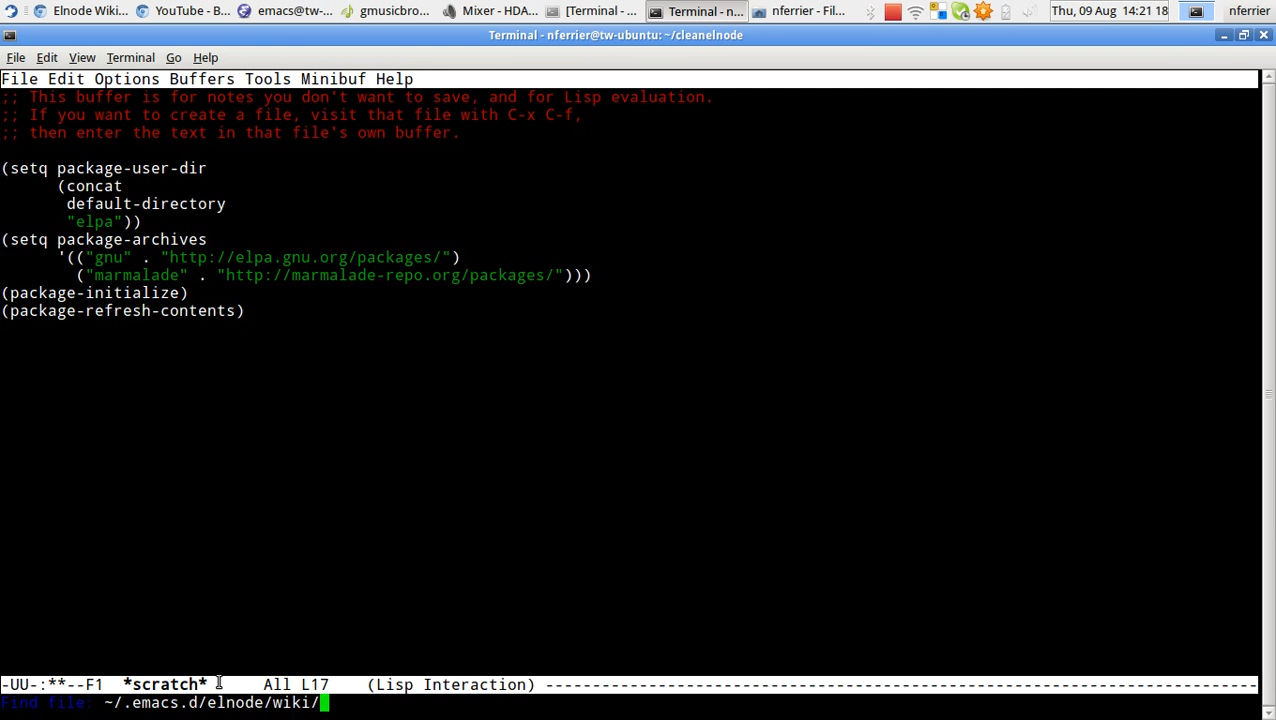 Elnode Wiki...
YouTube - B...
emacs@tw-...
gmusicbro...
Mixer - HDA...
[Terminal - ...
Terminal - n...
nferrier - Fil...
Thu, 09 Aug 14:21 18
nferrier
Terminal - nferrier@tw-ubuntu: ~/cleanelnode
File Edit View Terminal Go Help
File Edit Options Buffers Tools Minibuf Help
;; This buffer is for notes you don't want to save, and for Lisp evaluation.
;; If you want to create a file, visit that file with C-x C-f,
;; then enter the text in that file's own buffer.
(setq package-user-dir
(concat
default-directory
"elpa"))
(setq package-archives
'(("gnu" . "http://elpa.gnu.org/packages/")
("marmalade" . "http://marmalade-repo.org/packages/")))
(package-initialize)
(package-refresh-contents)
-UU-:**--F1 *scratch* All L17 (Lisp Interaction) ----------------------------------------------------------------------------
Find file: ~/.emacs.d/elnode/wiki/